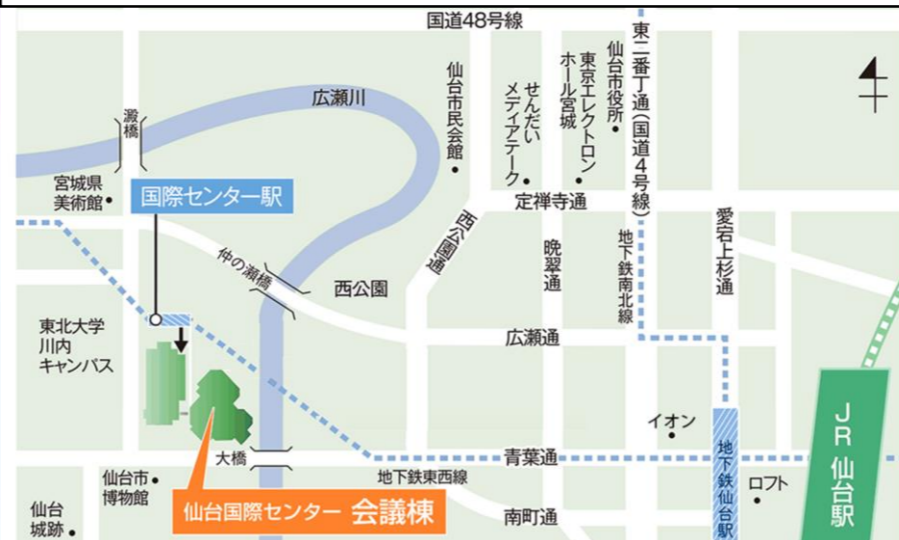 国道48号線
広瀬川
澱橋
宮城県
美術館
国際センター駅
仲の瀬橋
西公園
仙台市民会館
せんだい
メディアテーク
東京エレクトロン
ホール宮城
仙台市役所
東二番丁通(国道4号線)
定禅寺通
西公園通
晩翠通
地下鉄南北線
愛宕上杉通
東北大学
川内
キャンパス
広瀬通
イオン
大橋
青葉通
地下鉄東西線
仙台市
博物館
仙台
城跡
仙台国際センター 会議棟
南町通
地下鉄仙台駅
ロフト
JR 仙台駅